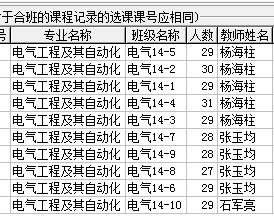 于合班的课程记录的选课课号应相同)
号 专业名称 班级名称 人数 教师姓名
电气工程及其自动化 电气14-5 29 杨海柱
电气工程及其自动化 电气14-2 30 杨海柱
电气工程及其自动化 电气14-1 29 杨海柱
电气工程及其自动化 电气14-4 31 杨海柱
电气工程及其自动化 电气14-3 29 杨海柱
电气工程及其自动化 电气14-7 28 张玉均
电气工程及其自动化 电气14-9 28 张玉均
电气工程及其自动化 电气14-8 27 张玉均
电气工程及其自动化 电气14-6 29 张玉均
电气工程及其自动化 电气14-10 29 石军亮